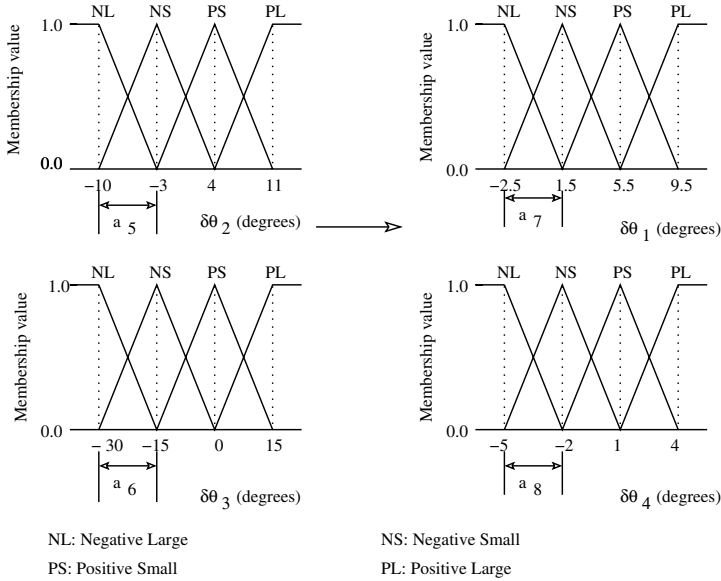 NL NS PS PL
1.0
Membership value
0.0
−10 −3 4 11
a 5
δθ 2 (degrees)
NL NS PS PL
1.0
Membership value
0.0
−2.5 1.5 5.5 9.5
a 7
δθ 1 (degrees)
NL NS PS PL
1.0
Membership value
0.0
−30 −15 0 15
a 6
δθ 3 (degrees)
NL NS PS PL
1.0
Membership value
0.0
−5 −2 1 4
a 8
δθ 4 (degrees)
NL: Negative Large
NS: Negative Small
PS: Positive Small
PL: Positive Large